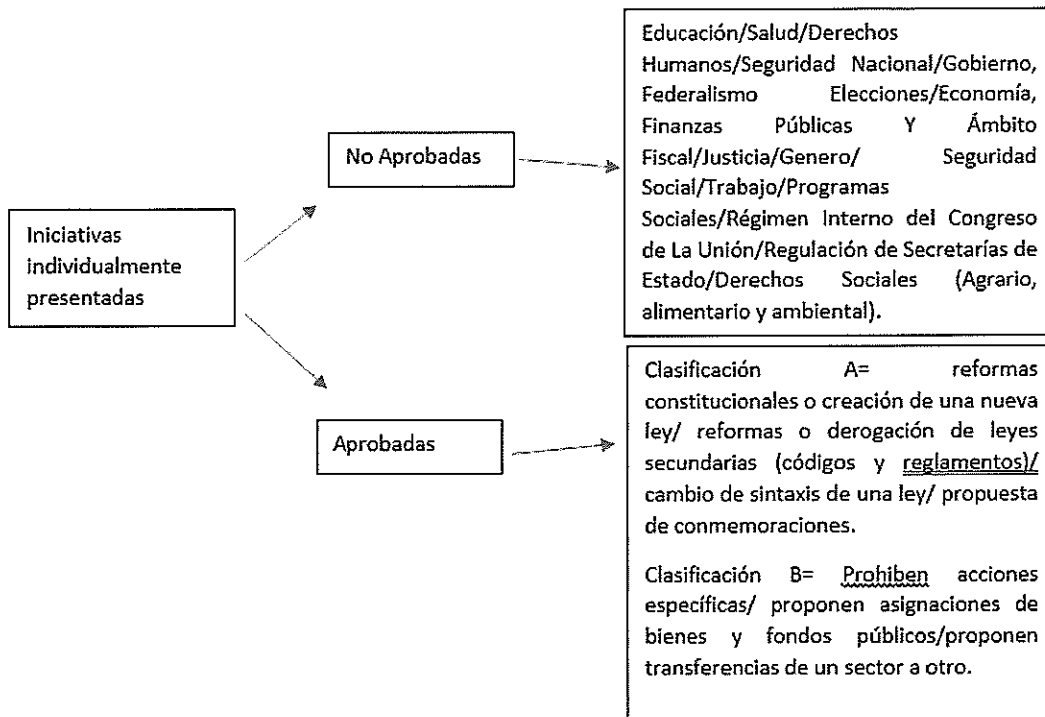 Iniciativas
individualmente
presentadas
No Aprobadas
Educación/Salud/Derechos
Humanos/Seguridad Nacional/Gobierno,
Federalismo Elecciones/Economía,
Finanzas Públicas Y Ámbito
Fiscal/Justicia/Genero/ Seguridad
Social/Trabajo/Programas
Sociales/Régimen Interno del Congreso
de La Unión/Regulación de Secretarías de
Estado/Derechos Sociales (Agrario,
alimentario y ambiental).
Aprobadas
Clasificación A= reformas
constitucionales o creación de una nueva
ley/ reformas o derogación de leyes
secundarias (códigos y reglamentos)/
cambio de sintaxis de una ley/ propuesta
de conmemoraciones.
Clasificación B= Prohiben acciones
específicas/ proponen asignaciones de
bienes y fondos públicos/proponen
transferencias de un sector a otro.